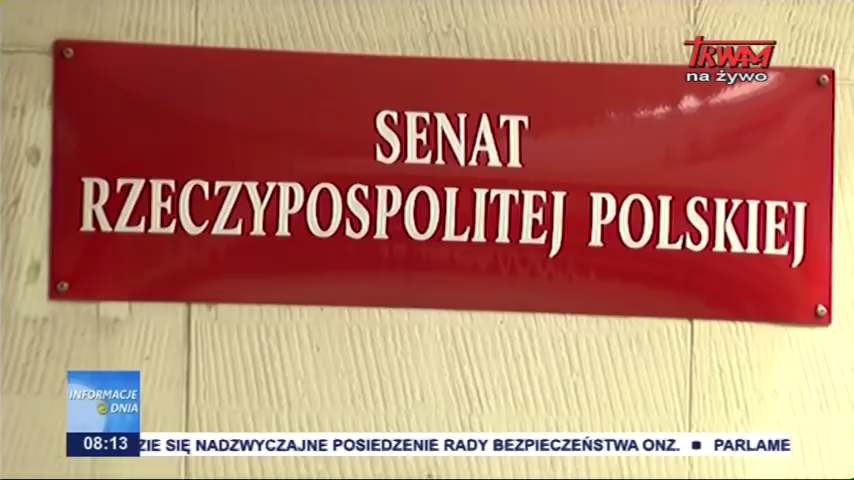 TRWAM
na żywo
SENAT
RZECZYPOSPOLITEJ POLSKIEJ
INFORMACJE
DNIA
08:13
ZIE SIĘ NADZWYCZAJNE POSIEDZENIE RADY BEZPIECZEŃSTWA ONZ. ■ PARLAME